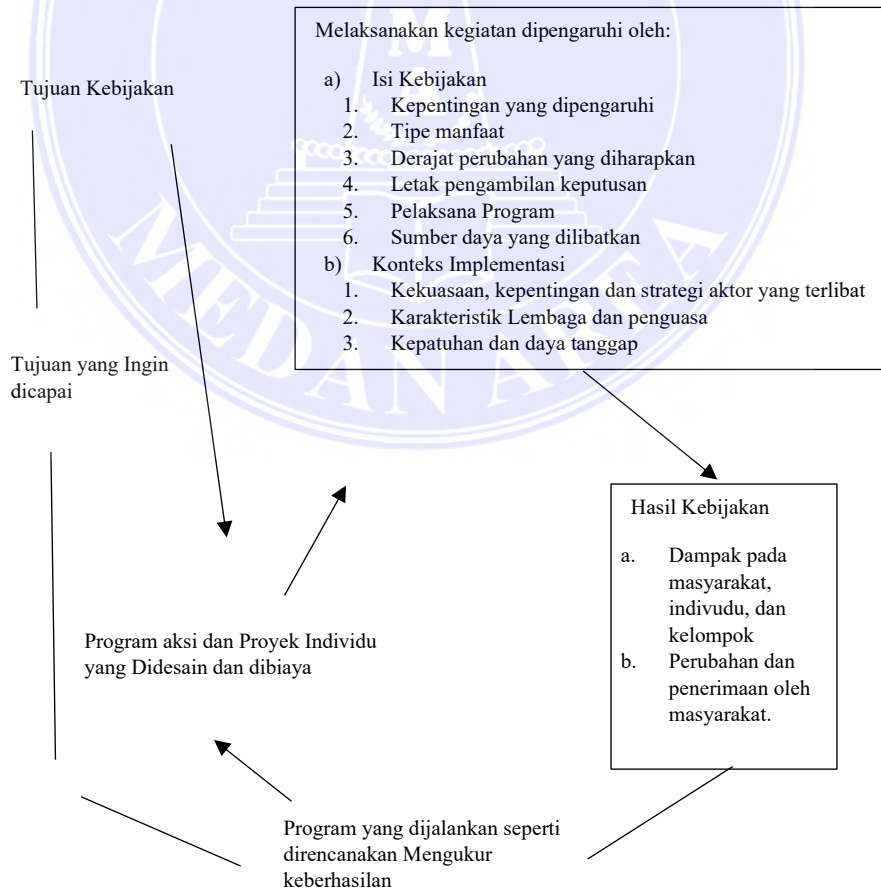 Melaksanakan kegiatan dipengaruhi oleh:
a) Isi Kebijakan
1. Kepentingan yang dipengaruhi
2. Tipe manfaat
3. Derajat perubahan yang diharapkan
4. Letak pengambilan keputusan
5. Pelaksana Program
6. Sumber daya yang dilibatkan
b) Konteks Implementasi
1. Kekuasaan, kepentingan dan strategi aktor yang terlibat
2. Karakteristik Lembaga dan penguasa
3. Kepatuhan dan daya tanggap
Tujuan Kebijakan
Tujuan yang Ingin
dicapai
Hasil Kebijakan
a. Dampak pada
masyarakat,
indivudu, dan
kelompok
b. Perubahan dan
penerimaan oleh
masyarakat.
Program aksi dan Proyek Individu
yang Didesain dan dibiaya
Program yang dijalankan seperti
direncanakan Mengukur
keberhasilan
M
A
MEDAN AREA